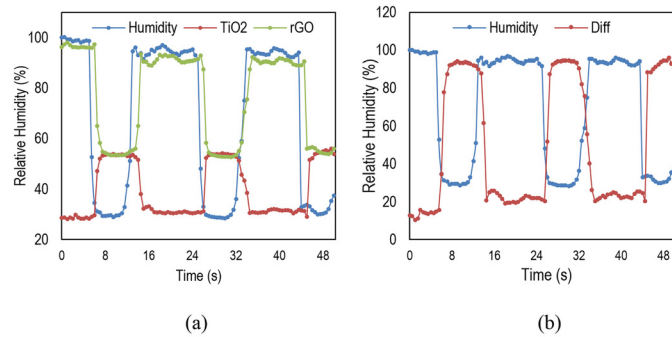 Humidity TiO2 rGO
Relative Humidity (%)
100
80
60
40
20
0 8 16 24 32 40 48
Time (s)
(a)
Humidity Diff
Relative Humidity (%)
120
100
80
60
40
20
0
0 8 16 24 32 40 48
Time (s)
(b)